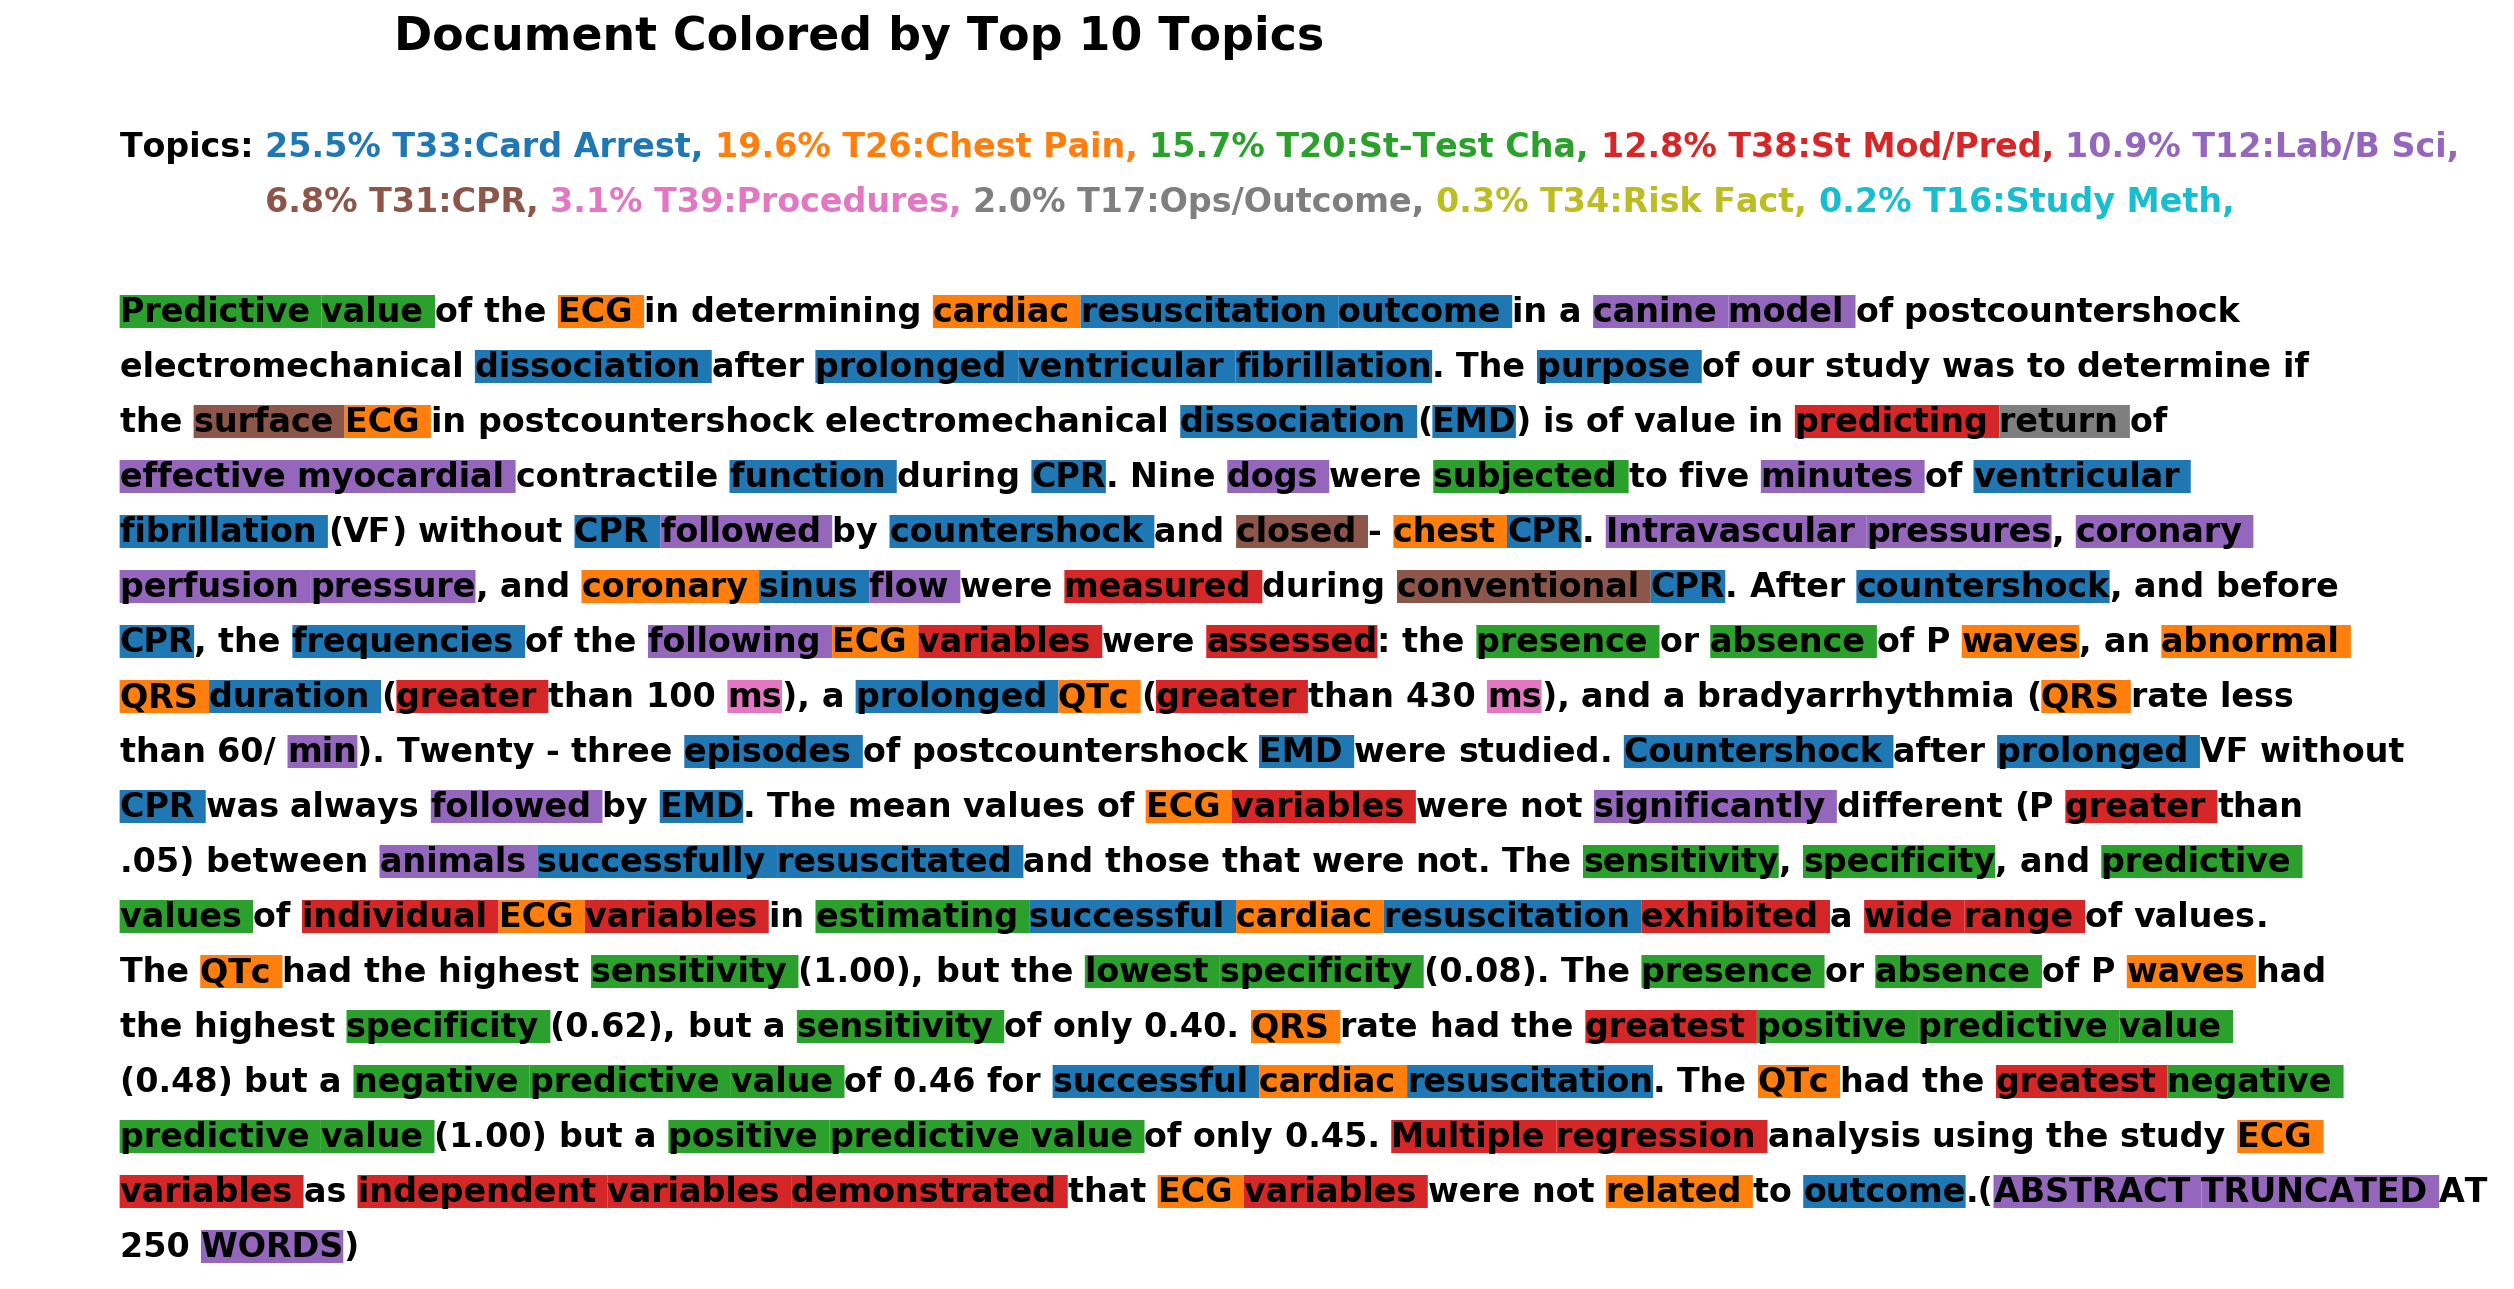 Document Colored by Top 10 Topics
Topics: 25.5% T33:Card Arrest, 19.6% T26:Chest Pain, 15.7% T20:St-Test Cha, 12.8% T38:St Mod/Pred, 10.9% T12:Lab/B Sci,
6.8% T31:CPR, 3.1% T39:Procedures, 2.0% T17:Ops/Outcome, 0.3% T34:Risk Fact, 0.2% T16:Study Meth,
Predictive value of the ECG in determining cardiac resuscitation outcome in a canine model of postcountershock
electromechanical dissociation after prolonged ventricular fibrillation. The purpose of our study was to determine if
the surface ECG in postcountershock electromechanical dissociation (EMD) is of value in predicting return of
effective myocardial contractile function during CPR. Nine dogs were subjected to five minutes of ventricular
fibrillation (VF) without CPR followed by countershock and closed - chest CPR. Intravascular pressures, coronary
perfusion pressure, and coronary sinus flow were measured during conventional CPR. After countershock, and before
CPR, the frequencies of the following ECG variables were assessed: the presence or absence of P waves, an abnormal
QRS duration (greater than 100 ms), a prolonged QTc (greater than 430 ms), and a bradyarrhythmia (QRS rate less
than 60/ min). Twenty - three episodes of postcountershock EMD were studied. Countershock after prolonged VF without
CPR was always followed by EMD. The mean values of ECG variables were not significantly different (P greater than
.05) between animals successfully resuscitated and those that were not. The sensitivity, specificity, and predictive
values of individual ECG variables in estimating successful cardiac resuscitation exhibited a wide range of values.
The QTc had the highest sensitivity (1.00), but the lowest specificity (0.08). The presence or absence of P waves had
the highest specificity (0.62), but a sensitivity of only 0.40. QRS rate had the greatest positive predictive value
(0.48) but a negative predictive value of 0.46 for successful cardiac resuscitation. The QTc had the greatest negative
predictive value (1.00) but a positive predictive value of only 0.45. Multiple regression analysis using the study ECG
variables as independent variables demonstrated that ECG variables were not related to outcome.(ABSTRACT TRUNCATED AT
250 WORDS)